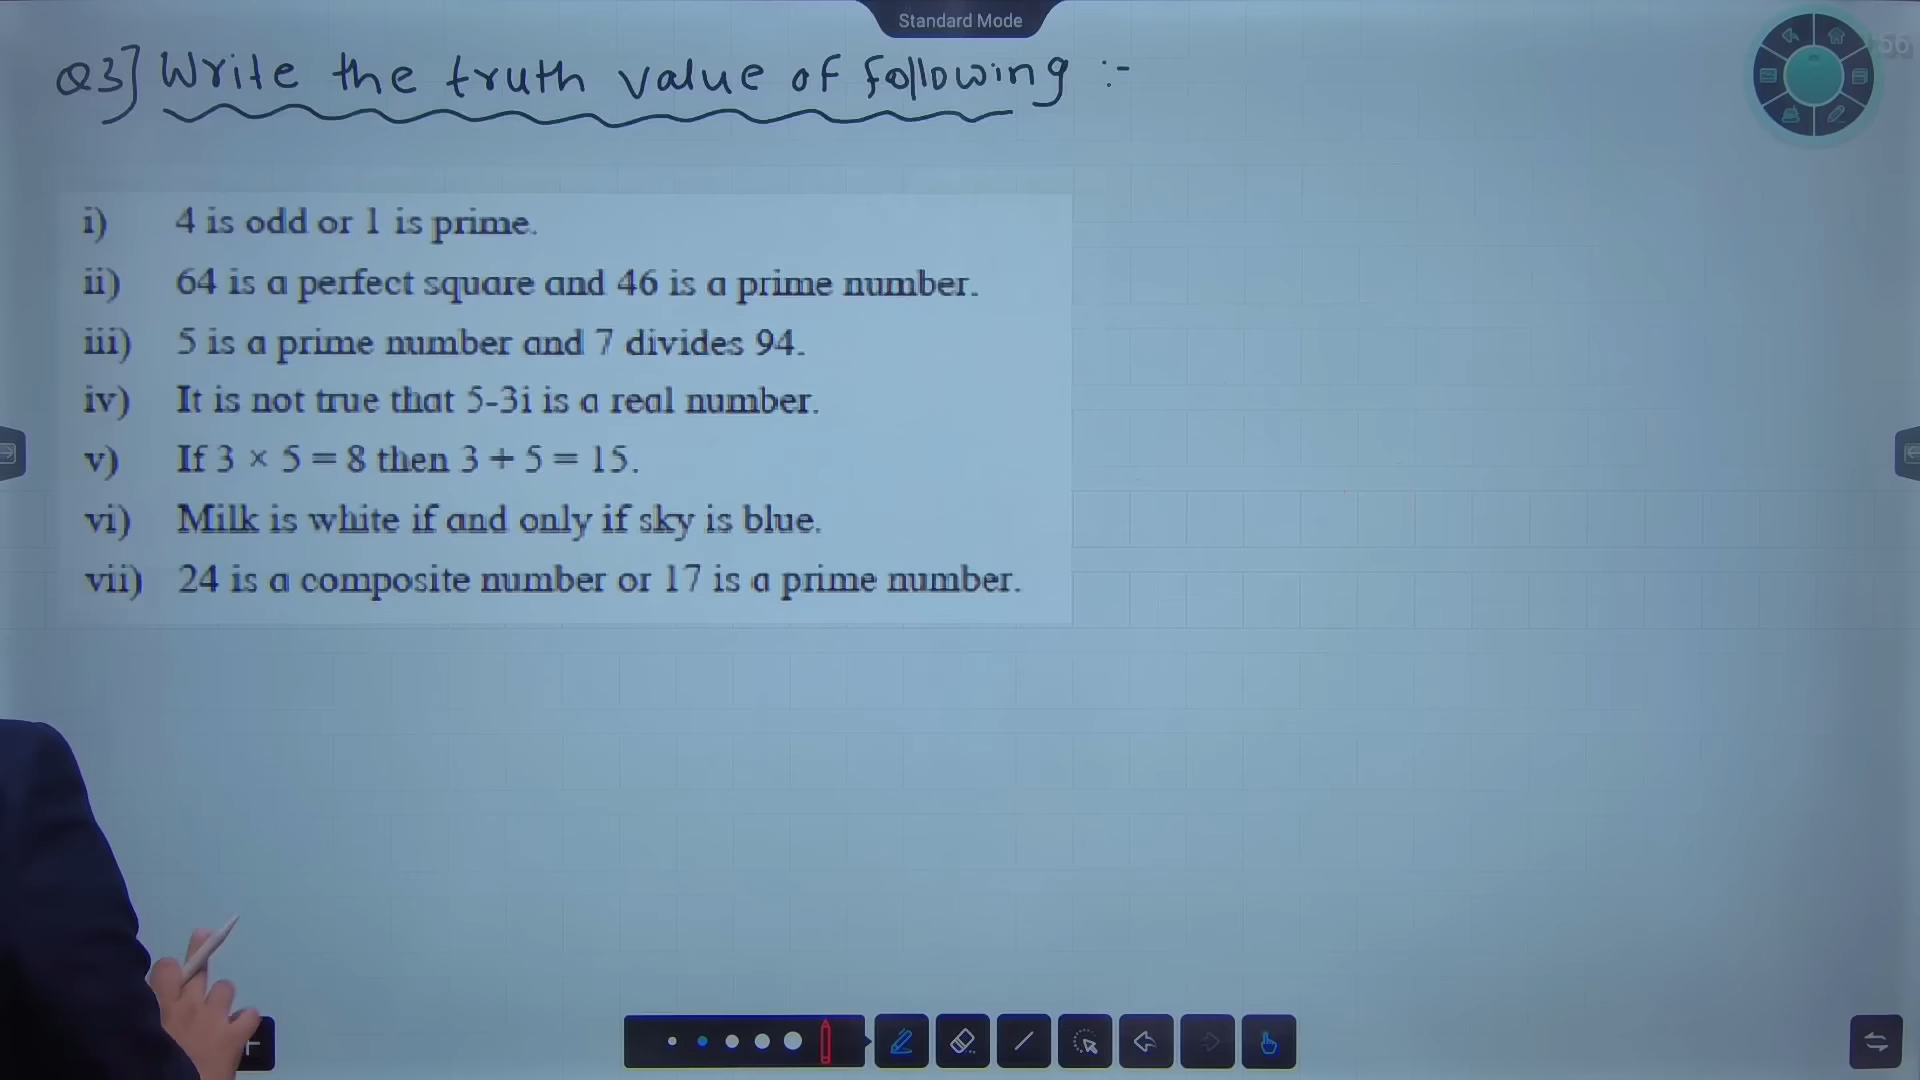 Standard Mode
Q3] Write the truth value of following :-
56
i) 4 is odd or 1 is prime.
ii) 64 is a perfect square and 46 is a prime number.
iii) 5 is a prime number and 7 divides 94.
iv) It is not true that 5-3i is a real number.
v) If 3 × 5 = 8 then 3 + 5 = 15.
vi) Milk is white if and only if sky is blue.
vii) 24 is a composite number or 17 is a prime number.